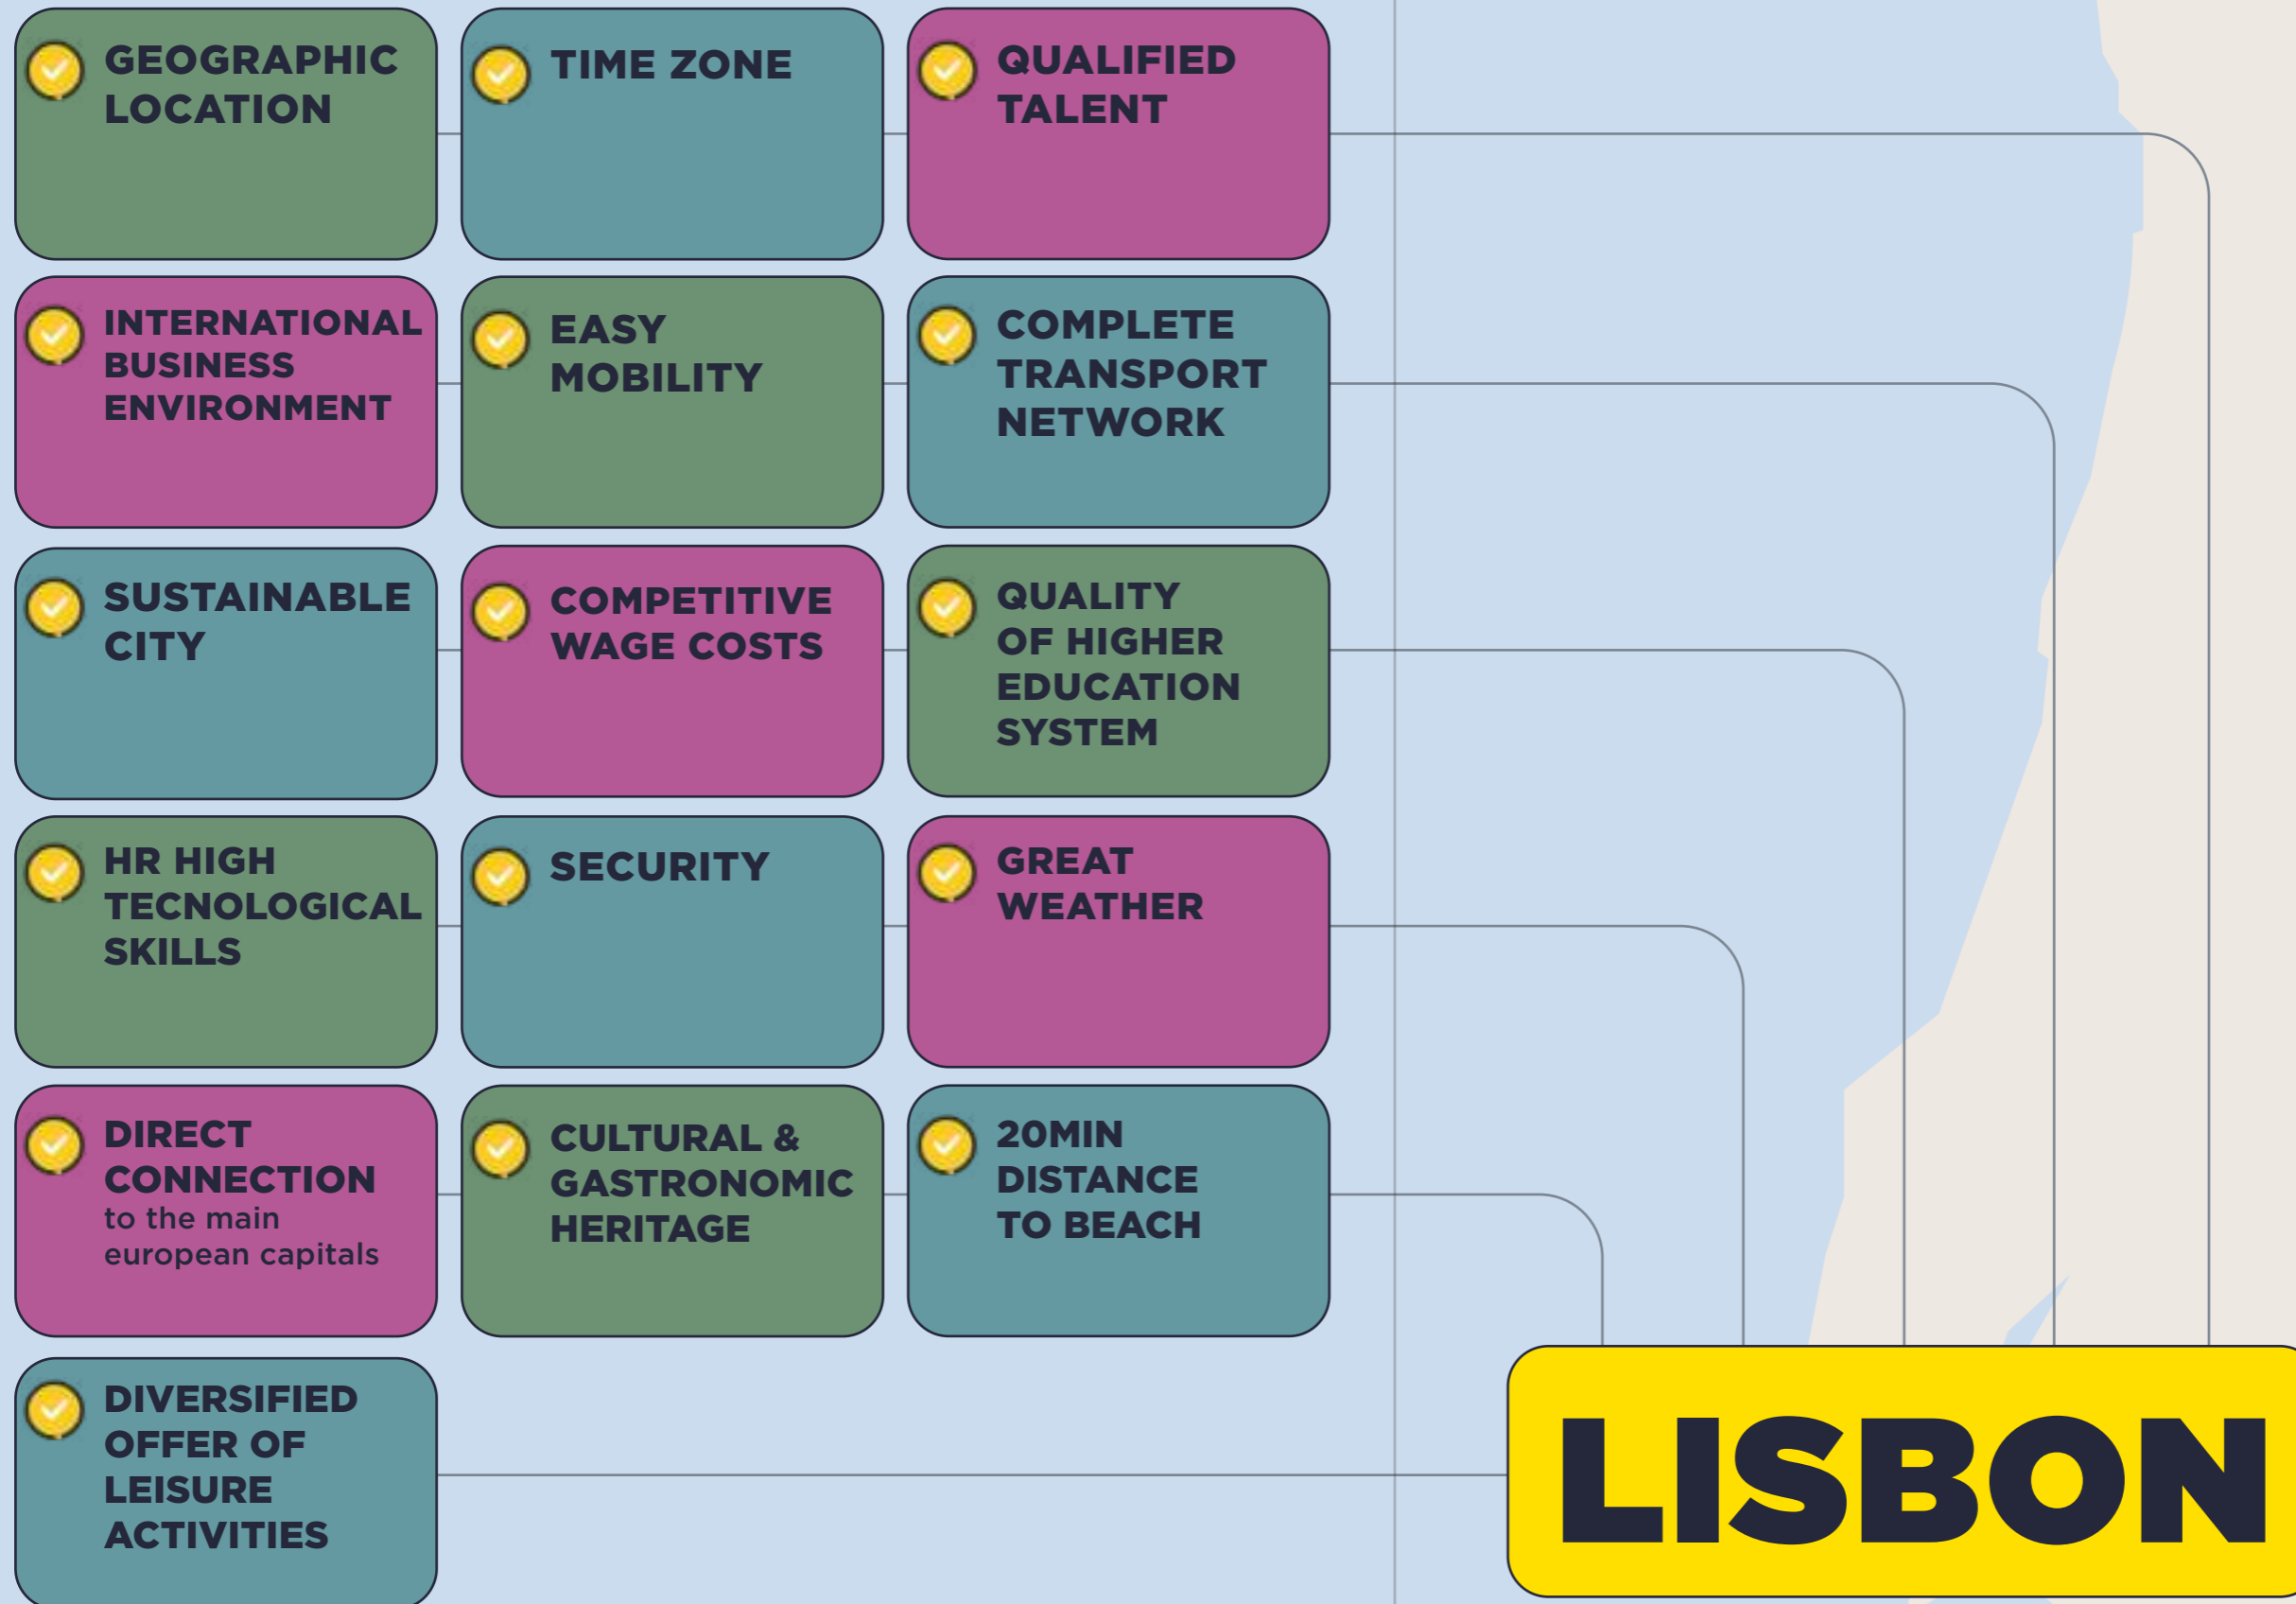 GEOGRAPHIC
LOCATION
TIME ZONE
QUALIFIED
TALENT
INTERNATIONAL
BUSINESS
ENVIRONMENT
EASY
MOBILITY
COMPLETE
TRANSPORT
NETWORK
SUSTAINABLE
CITY
COMPETITIVE
WAGE COSTS
QUALITY
OF HIGHER
EDUCATION
SYSTEM
HR HIGH
TECNOLOGICAL
SKILLS
SECURITY
GREAT
WEATHER
DIRECT
CONNECTION
to the main
european capitals
CULTURAL &
GASTRONOMIC
HERITAGE
20MIN
DISTANCE
TO BEACH
DIVERSIFIED
OFFER OF
LEISURE
ACTIVITIES
LISBON